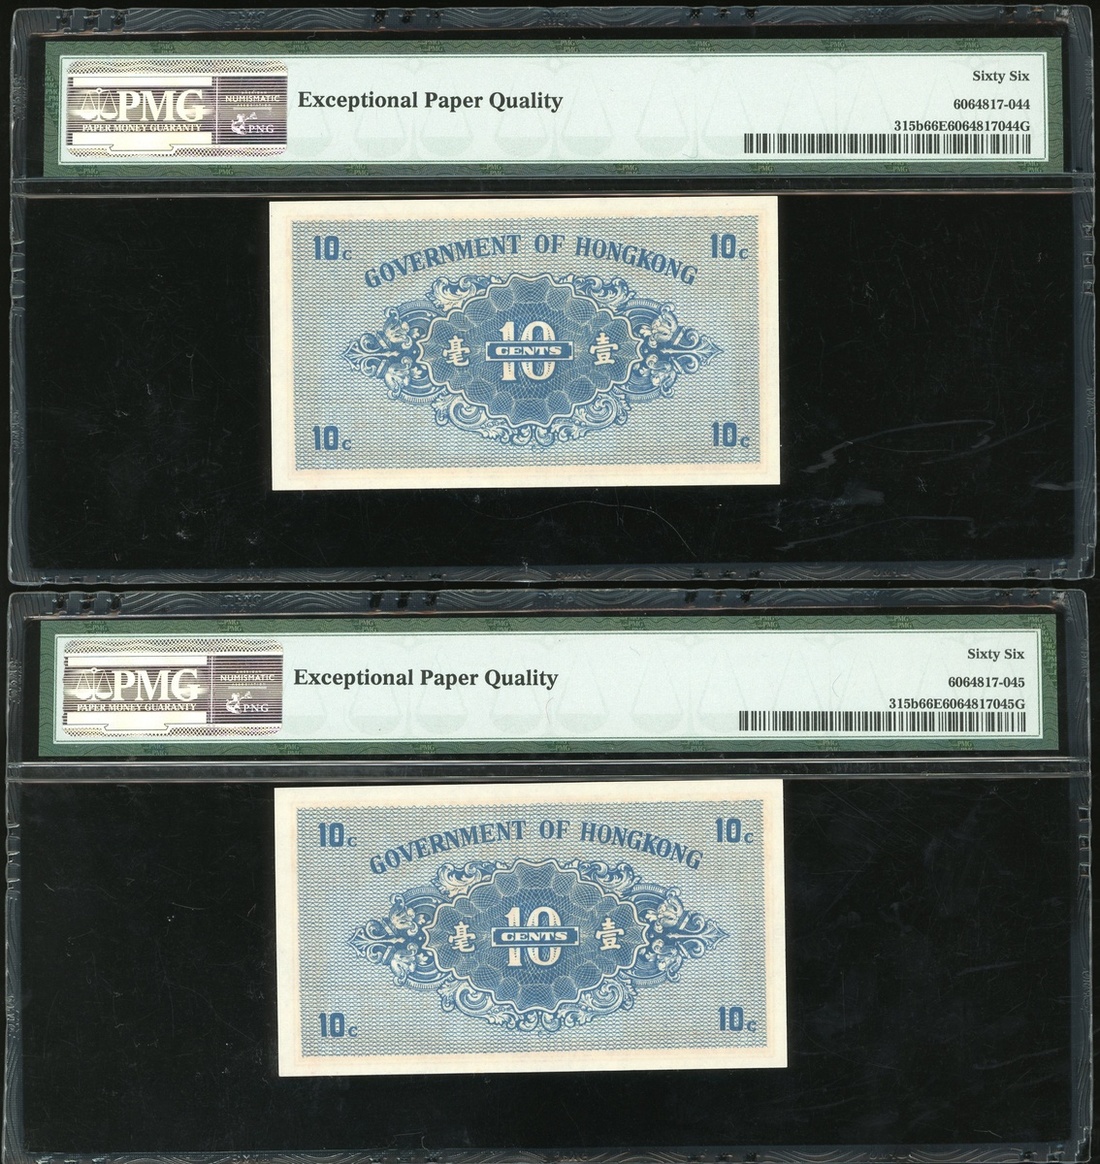 PMG
PAPER MONEY GUARANTY
NUMISMATIC
PNG
Exceptional Paper Quality
Sixty Six
6064817-044
315b66E6064817044G
10c
10c
GOVERNMENT OF HONGKONG
毫
10
CENTS
壹
10c
10c
PMG
PAPER MONEY GUARANTY
NUMISMATIC
PNG
Exceptional Paper Quality
Sixty Six
6064817-045
315b66E6064817045G
10c
10c
GOVERNMENT OF HONGKONG
毫
10
CENTS
壹
10c
10c